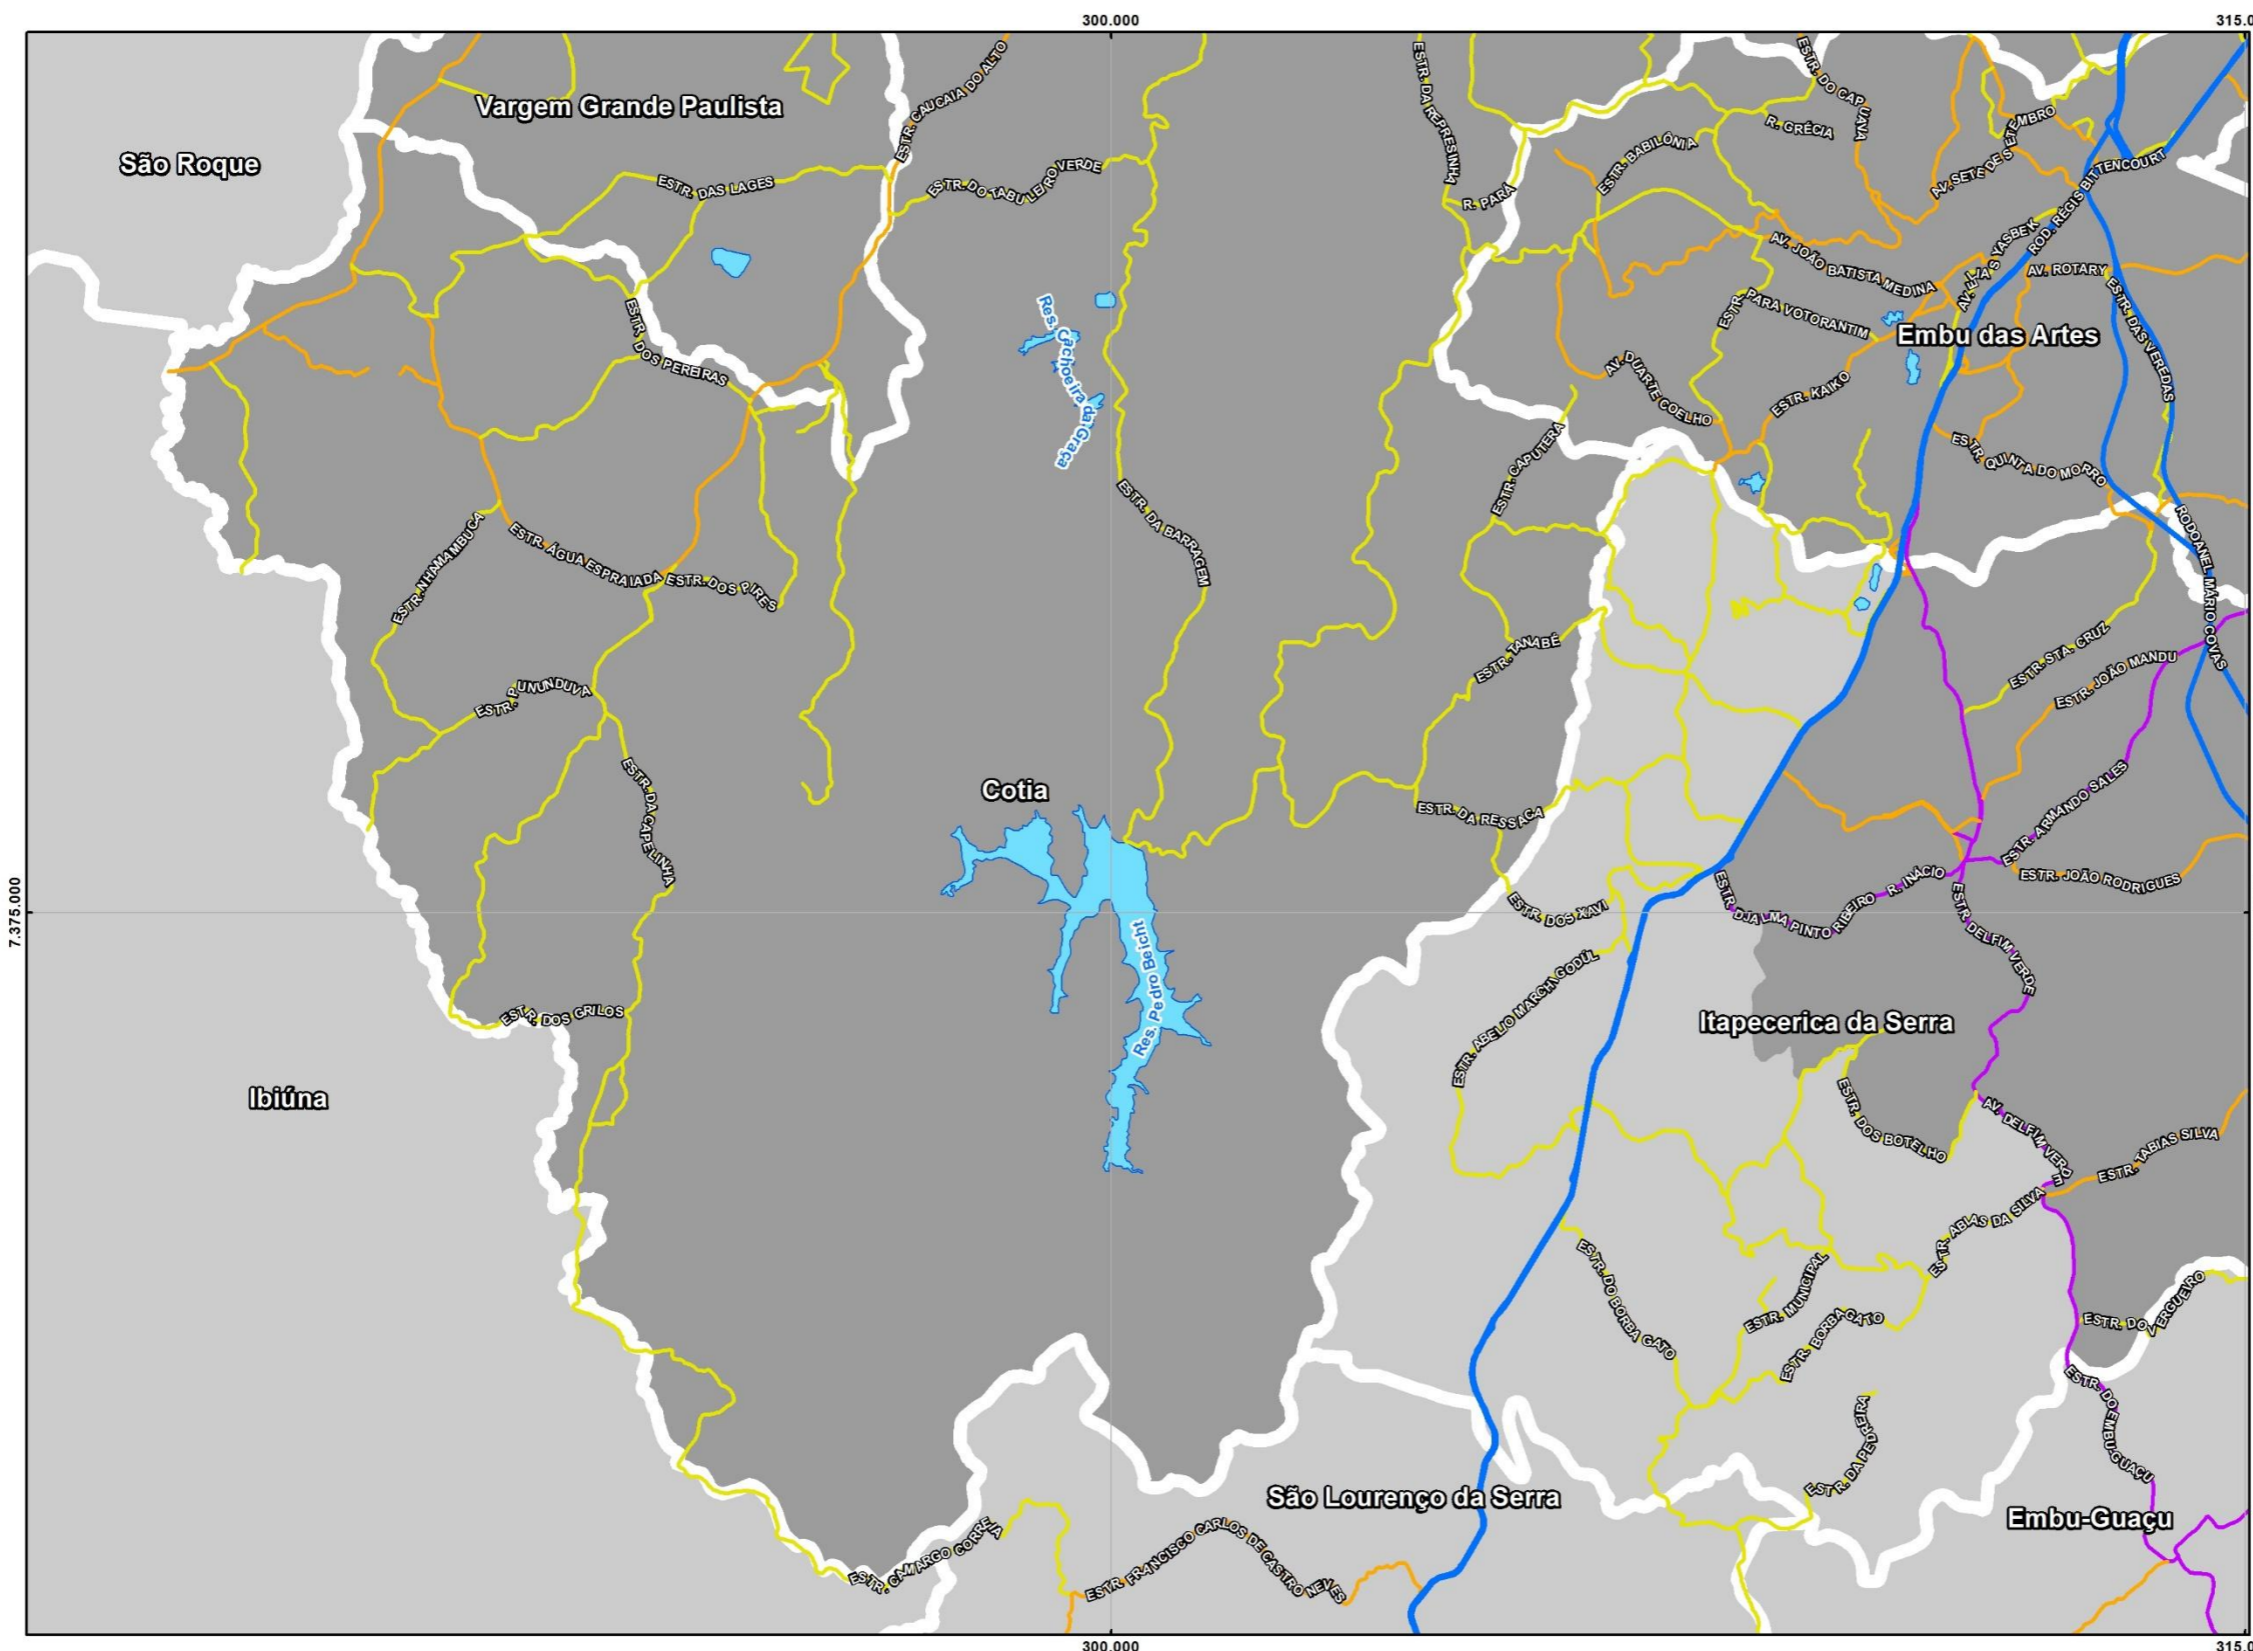 300.000
315.0
Vargem Grande Paulista
São Roque
ESTR. CAUCAIA DO ALTO
ESTR. DA REPRESINHA
R. GRÉCIA
ESTR. BABILÔNIA
AV. SETE DE SETEMBRO
ESTR. DAS LAGES
ESTR. DO TABULEIRO VERDE
R. PARÁ
ROD. RÉGIS BITTENCOURT
AV. ELIAS YASBEK
AV. JOÃO BATISTA MEDINA
AV. ROTARY
ESTR. DAS VEREDAS
ESTR. PARA VOTORANTIM
Embu das Artes
Res. Cachoeira da Graça
ESTR. DOS PEREIRAS
AV. DUARTE COELHO
ESTR. KAIKO
ESTR. CAPUTERA
ESTR. QUINTA DO MORRO
ESTR. DA BARRAGEM
RODOANEL MÁRIO COVAS
ESTR. NHAMAMBUCA
ESTR. ÁGUA ESPRAIADA
ESTR. DOS PIRES
ESTR. TANABÉ
ESTR. STA. CRUZ
ESTR. JOÃO MANDU
ESTR. PUNUNDUVA
ESTR. DA CAPELINHA
Cotia
ESTR. DA RESSACA
ESTR. ARMANDO SALES
ESTR. JOÃO RODRIGUES
ESTR. DJALMA PINTO RIBEIRO
R. INÁCIO
ESTR. DOS XAVI
ESTR. DELFIM VERDE
7.375.000
Res. Pedro Beicht
ESTR. ABELIO MARCHAGODÚL
ESTR. DOS GRILOS
Itapecerica da Serra
Ibiúna
ESTR. DOS BOTELHO
AV. DELFIM VERDE
ESTR. TABIAS SILVA
ESTR. ABIAS DA SILVA
ESTR. DO BORBA GATO
ESTR. MUNICIPAL
ESTR. BORBA GATO
ESTR. DO VERGUEIRO
ESTR. DO EMBU-GUAÇU
ESTR. DA PEDREIRA
São Lourenço da Serra
Embu-Guaçu
ESTR. CAMARGO CORREIA
ESTR. FRANCISCO CARLOS DE CASTRO NEVES
300.000
315.0